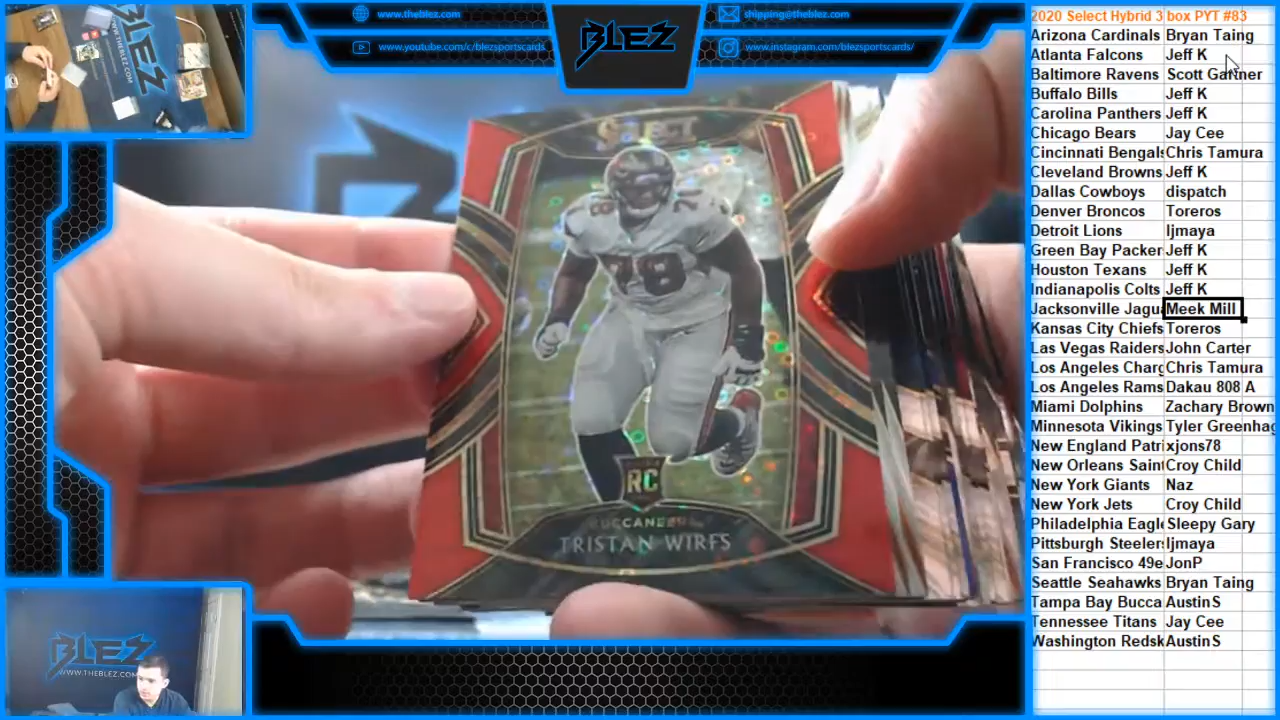 www.theblez.com
www.youtube.com/c/blezsportscards
BLEZ
shipping@theblez.com
www.instagram.com/blezsportscards/
SELECT
78 78
78
RC
BUCCANEERS
TRISTAN WIRFS
BLEZ
WWW.THEBLEZ.COM
2020 Select Hybrid 3 box PYT #83
Arizona Cardinals Bryan Taing
Atlanta Falcons Jeff K
Baltimore Ravens Scott Gartner
Buffalo Bills Jeff K
Carolina Panthers Jeff K
Chicago Bears Jay Cee
Cincinnati Bengals Chris Tamura
Cleveland Browns Jeff K
Dallas Cowboys dispatch
Denver Broncos Toreros
Detroit Lions ljmaya
Green Bay Packer Jeff K
Houston Texans Jeff K
Indianapolis Colts Jeff K
Jacksonville Jagua Meek Mill
Kansas City Chiefs Toreros
Las Vegas Raiders John Carter
Los Angeles Charg Chris Tamura
Los Angeles Rams Dakau 808 A
Miami Dolphins Zachary Brown
Minnesota Vikings Tyler Greenhag
New England Patri xjons78
New Orleans Saint Croy Child
New York Giants Naz
New York Jets Croy Child
Philadelphia Eagle Sleepy Gary
Pittsburgh Steelers ljmaya
San Francisco 49e JonP
Seattle Seahawks Bryan Taing
Tampa Bay Bucca AustinS
Tennessee Titans Jay Cee
Washington Redsk AustinS